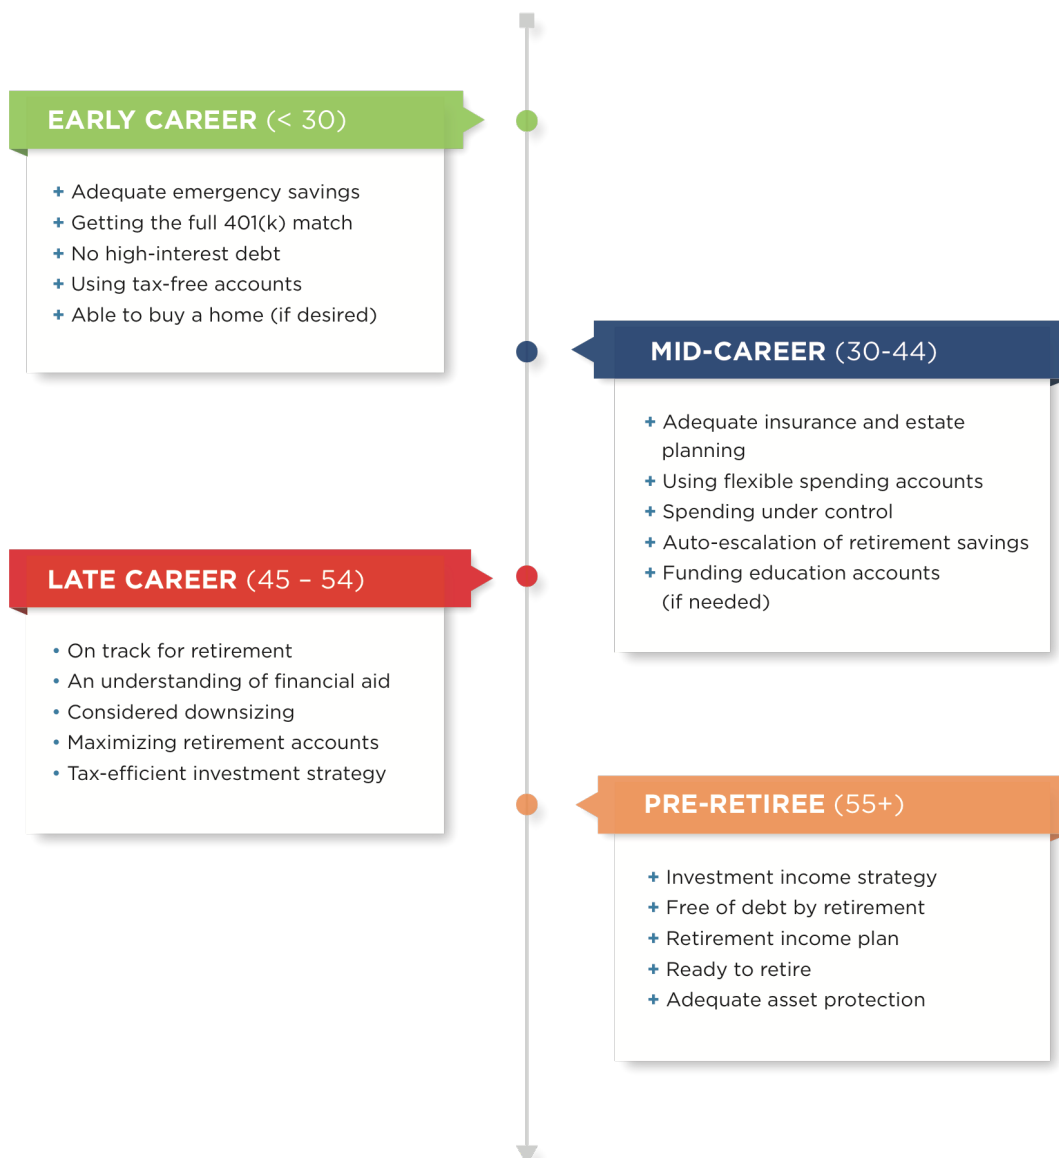 EARLY CAREER (< 30)
+ Adequate emergency savings
+ Getting the full 401(k) match
+ No high-interest debt
+ Using tax-free accounts
+ Able to buy a home (if desired)
MID-CAREER (30-44)
+ Adequate insurance and estate
planning
+ Using flexible spending accounts
+ Spending under control
+ Auto-escalation of retirement savings
+ Funding education accounts
(if needed)
LATE CAREER (45 – 54)
• On track for retirement
• An understanding of financial aid
• Considered downsizing
• Maximizing retirement accounts
• Tax-efficient investment strategy
PRE-RETIREE (55+)
+ Investment income strategy
+ Free of debt by retirement
+ Retirement income plan
+ Ready to retire
+ Adequate asset protection